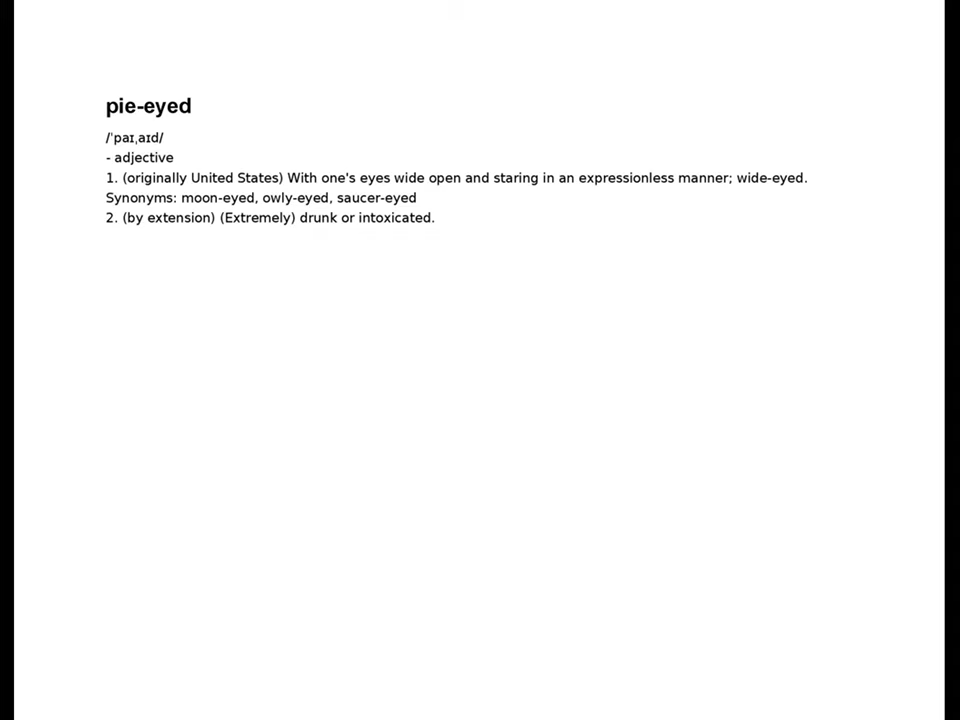 pie-eyed
/ˈpaɪˌaɪd/
- adjective
1. (originally United States) With one's eyes wide open and staring in an expressionless manner; wide-eyed.
Synonyms: moon-eyed, owly-eyed, saucer-eyed
2. (by extension) (Extremely) drunk or intoxicated.